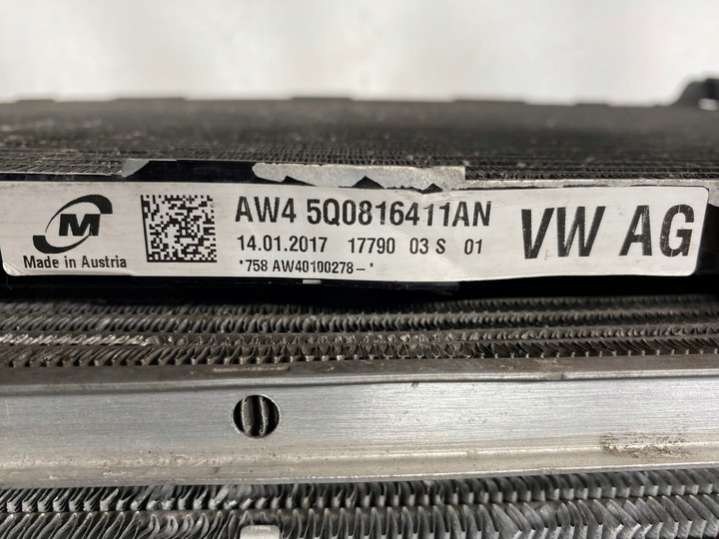 M
Made in Austria
AW4 5Q0816411AN
14.01.2017 17790 03 S 01
*758 AW40100278- *
VW AG